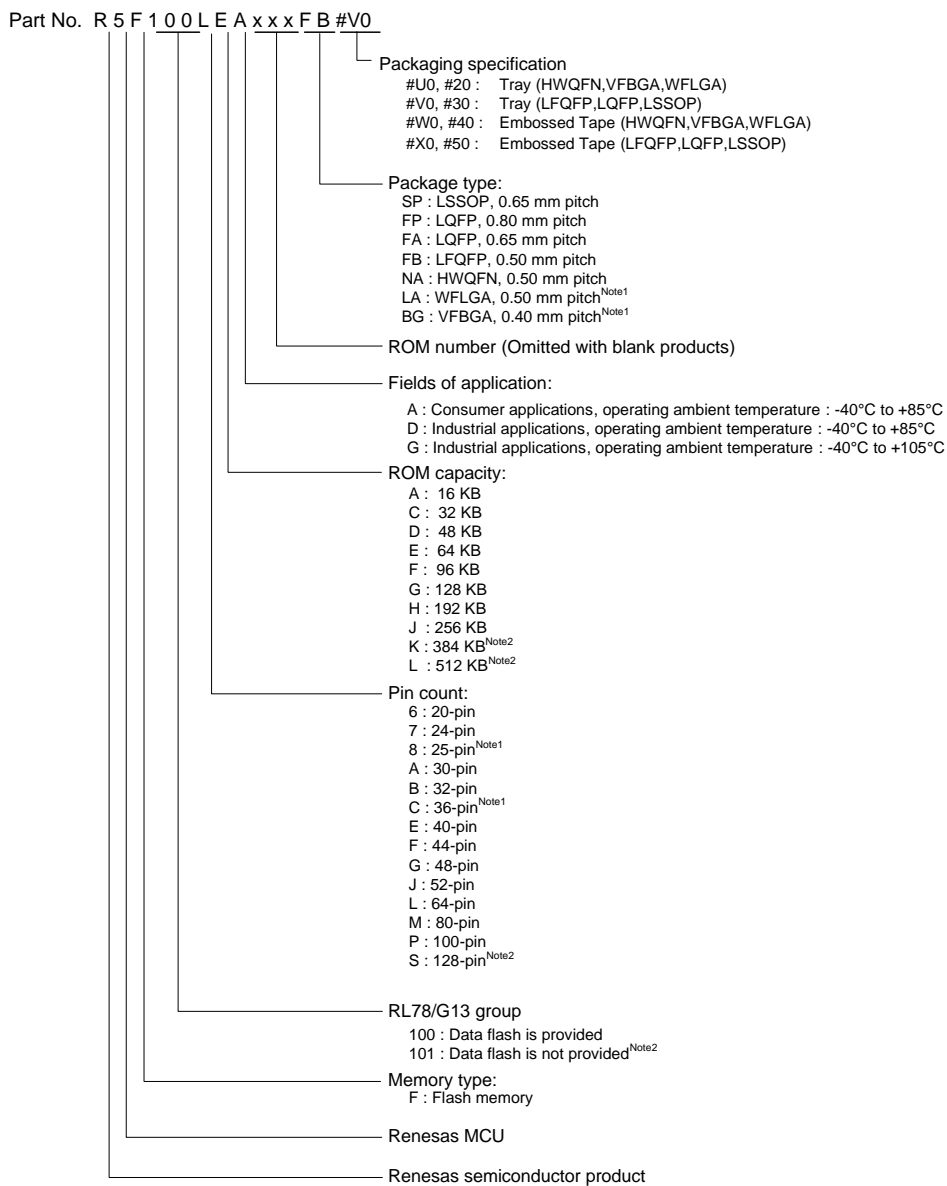 Part No. R 5 F 1 0 0 L E A x x x F B #V0
Packaging specification
#U0, #20 : Tray (HWQFN,VFBGA,WFLGA)
#V0, #30 : Tray (LFQFP,LQFP,LSSOP)
#W0, #40 : Embossed Tape (HWQFN,VFBGA,WFLGA)
#X0, #50 : Embossed Tape (LFQFP,LQFP,LSSOP)
Package type:
SP : LSSOP, 0.65 mm pitch
FP : LQFP, 0.80 mm pitch
FA : LQFP, 0.65 mm pitch
FB : LFQFP, 0.50 mm pitch
NA : HWQFN, 0.50 mm pitch
LA : WFLGA, 0.50 mm pitchNote1
BG : VFBGA, 0.40 mm pitchNote1
ROM number (Omitted with blank products)
Fields of application:
A : Consumer applications, operating ambient temperature : -40°C to +85°C
D : Industrial applications, operating ambient temperature : -40°C to +85°C
G : Industrial applications, operating ambient temperature : -40°C to +105°C
ROM capacity:
A : 16 KB
C : 32 KB
D : 48 KB
E : 64 KB
F : 96 KB
G : 128 KB
H : 192 KB
J : 256 KB
K : 384 KBNote2
L : 512 KBNote2
Pin count:
6 : 20-pin
7 : 24-pin
8 : 25-pinNote1
A : 30-pin
B : 32-pin
C : 36-pinNote1
E : 40-pin
F : 44-pin
G : 48-pin
J : 52-pin
L : 64-pin
M : 80-pin
P : 100-pin
S : 128-pinNote2
RL78/G13 group
100 : Data flash is provided
101 : Data flash is not providedNote2
Memory type:
F : Flash memory
Renesas MCU
Renesas semiconductor product